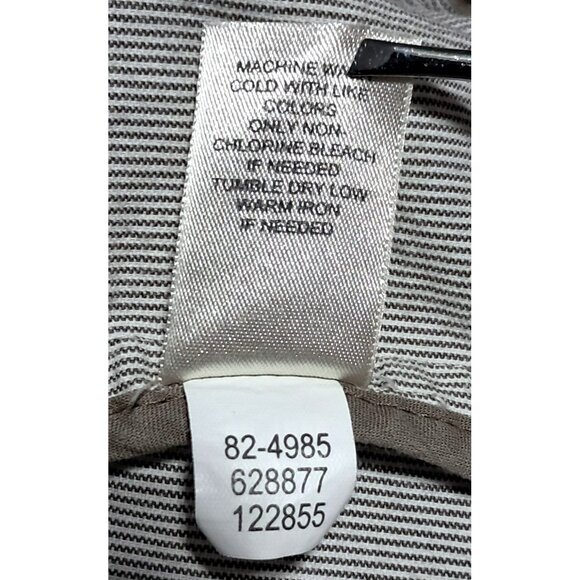 MACHINE
COLD WITH LIKE
COLORS
ONLY NON-
CHLORINE BLEACH
IF NEEDED
TUMBLE DRY LOW
WARM IRON
IF NEEDED
82-4985
628877
122855